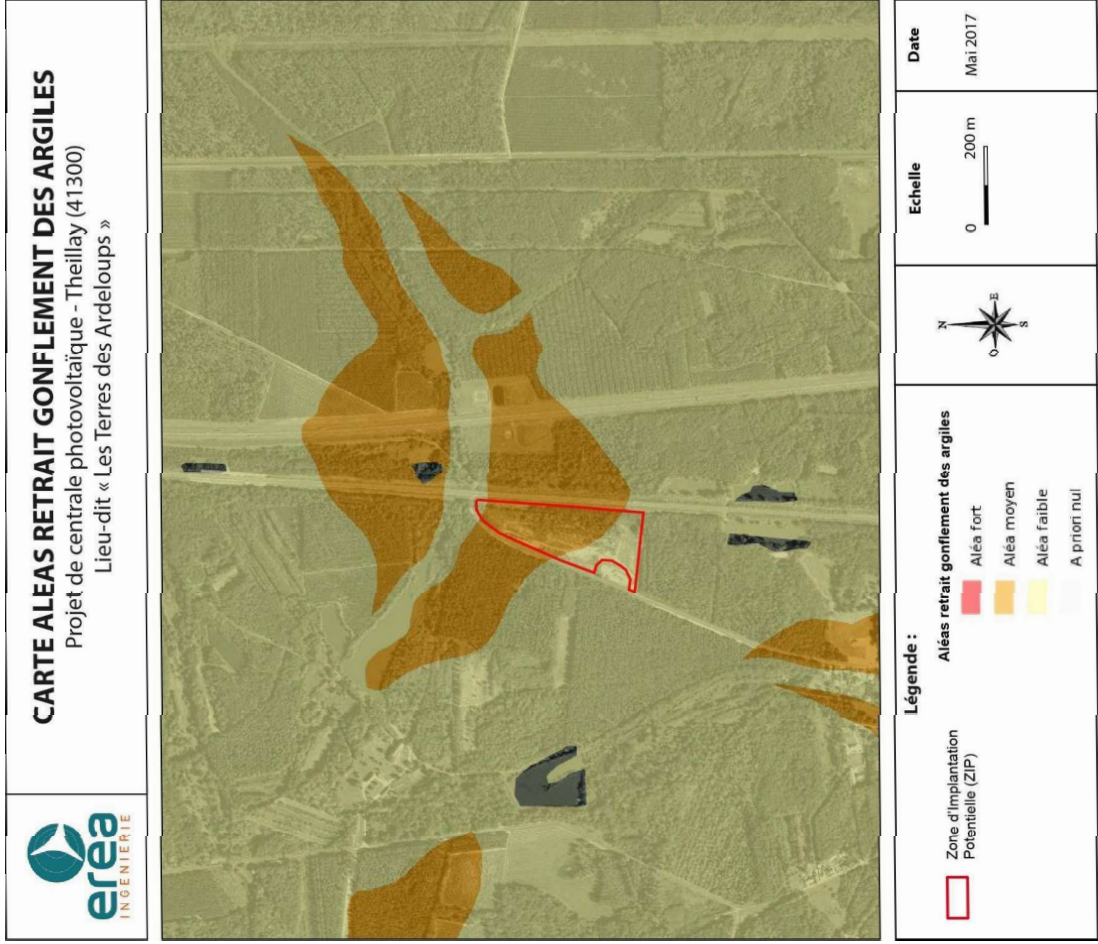 erea
INGENIERIE
CARTE ALEAS RETRAIT GONFLEMENT DES ARGILES
Projet de centrale photovoltaïque - Theillay (41300)
Lieu-dit « Les Terres des Ardeloups »
Légende :
Zone d'Implantation
Potentielle (ZIP)
Aléas retrait gonflement des argiles
Aléa fort
Aléa moyen
Aléa faible
A priori nul
N
O
E
S
Echelle
0
200 m
Date
Mai 2017